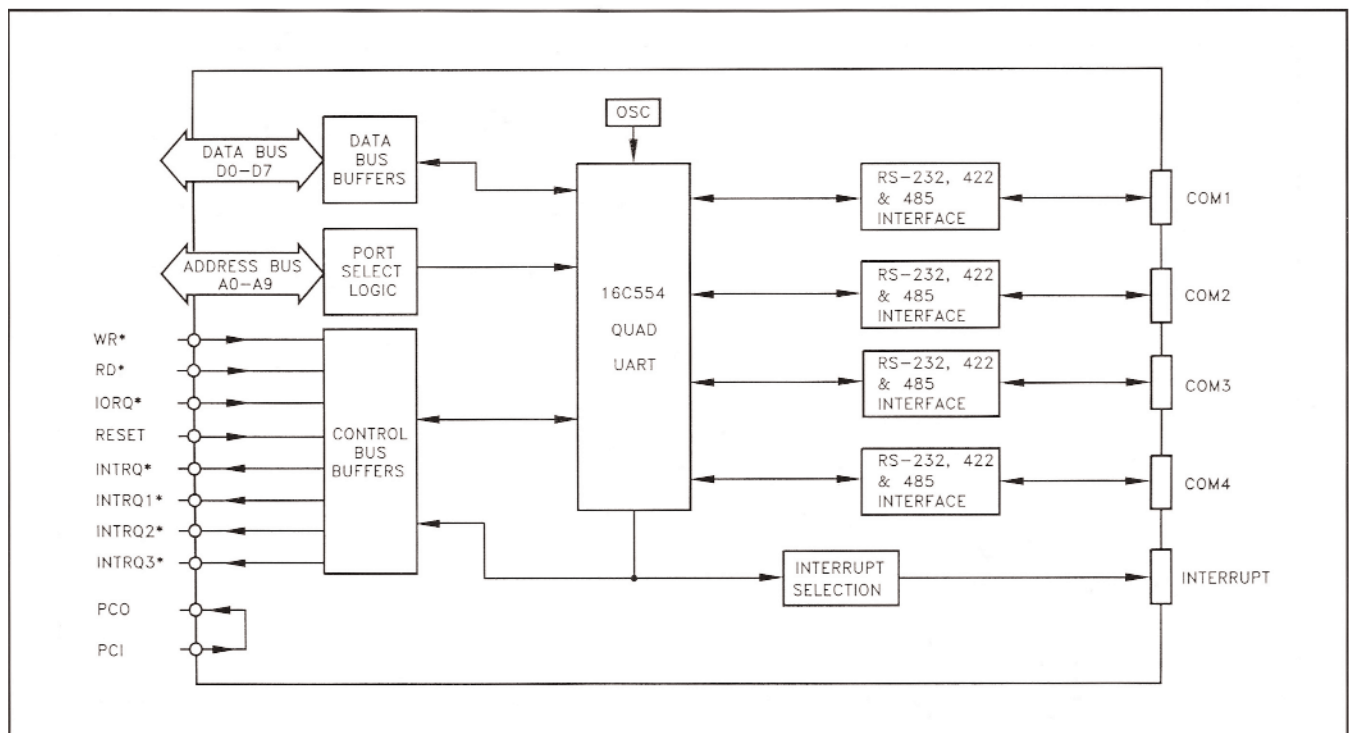 OSC
DATA BUS
D0-D7
DATA
BUS
BUFFERS
ADDRESS BUS
A0-A9
PORT
SELECT
LOGIC
WR*
RD*
IORQ*
RESET
INTRQ*
INTRQ1*
INTRQ2*
INTRQ3*
PCO
PCI
CONTROL
BUS
BUFFERS
16C554
QUAD
UART
RS-232, 422
& 485
INTERFACE
COM1
RS-232, 422
& 485
INTERFACE
COM2
RS-232, 422
& 485
INTERFACE
COM3
RS-232, 422
& 485
INTERFACE
COM4
INTERRUPT
SELECTION
INTERRUPT